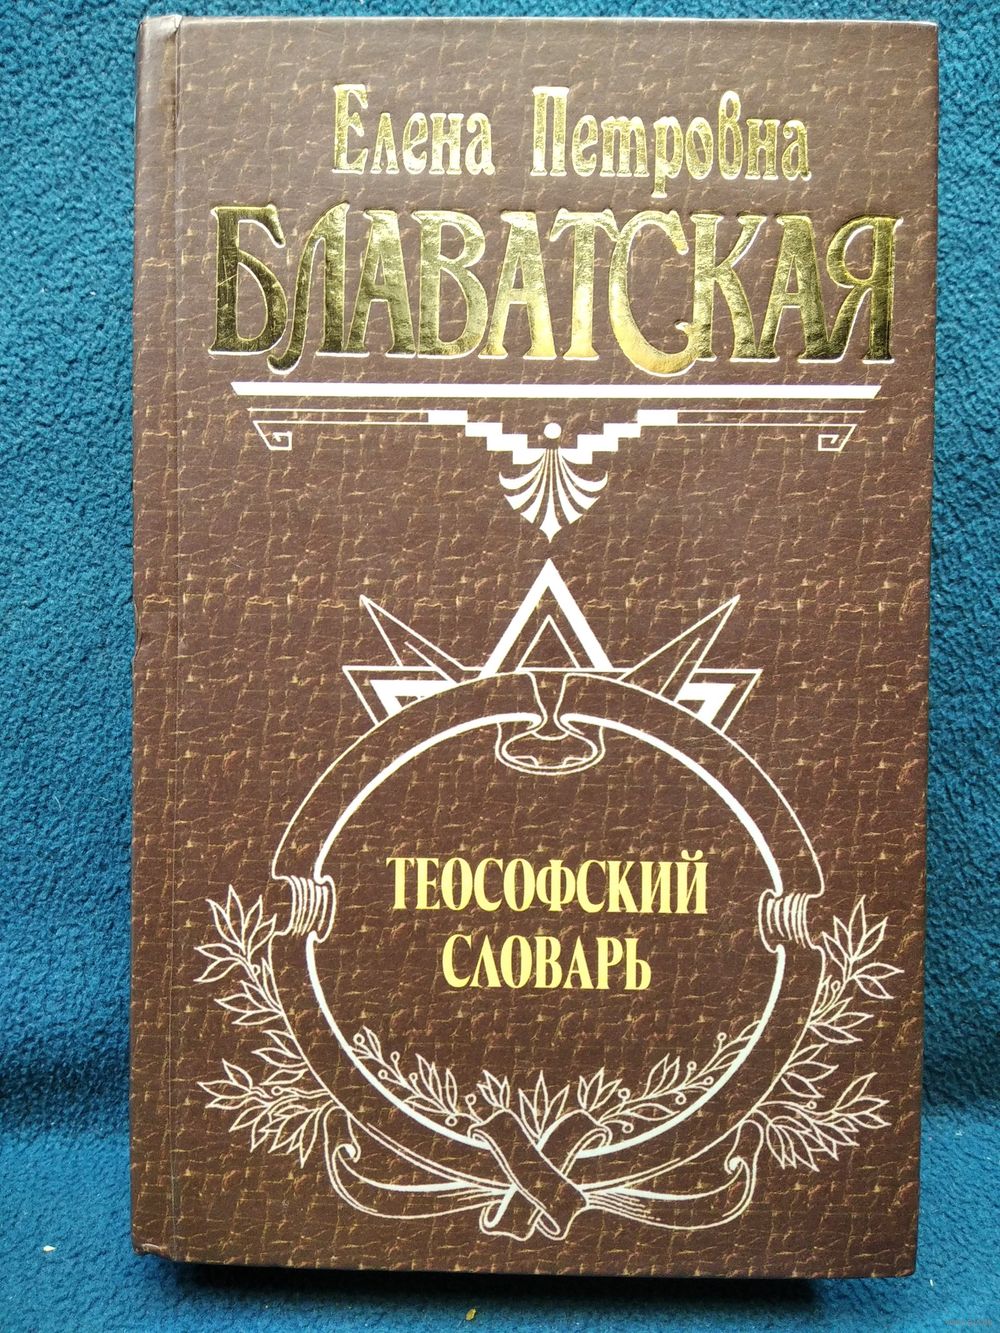 Елена Петровна
БЛАВАТСКАЯ
ТЕОСОФСКИЙ
СЛОВАРЬ